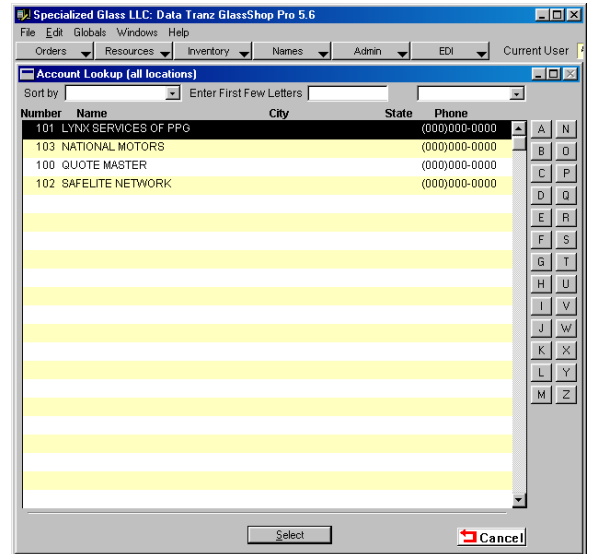 Specialized Glass LLC: Data Tranz GlassShop Pro 5.6
File Edit Globals Windows Help
Orders Resources Inventory Names Admin EDI Current User
Account Lookup (all locations)
Sort by Enter First Few Letters
Number Name City State Phone
101 LYNX SERVICES OF PPG (000)000-0000
103 NATIONAL MOTORS (000)000-0000
100 QUOTE MASTER (000)000-0000
102 SAFELITE NETWORK (000)000-0000
A N
B O
C P
D Q
E R
F S
G T
H U
I V
J W
K X
L Y
M Z
Select Cancel